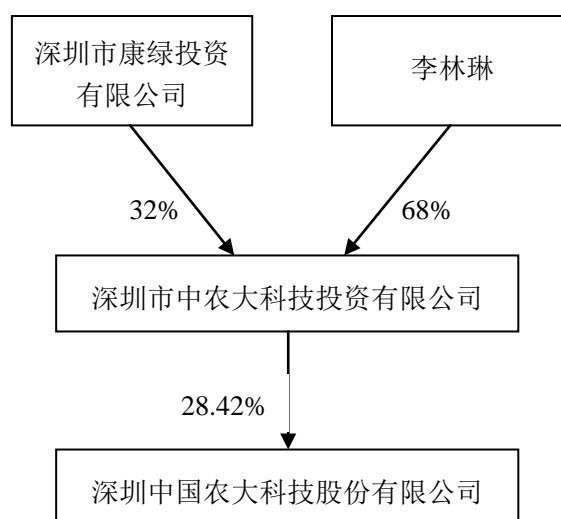 深圳市康绿投资
有限公司
李林琳
32%
68%
深圳市中农大科技投资有限公司
28.42%
深圳中国农大科技股份有限公司